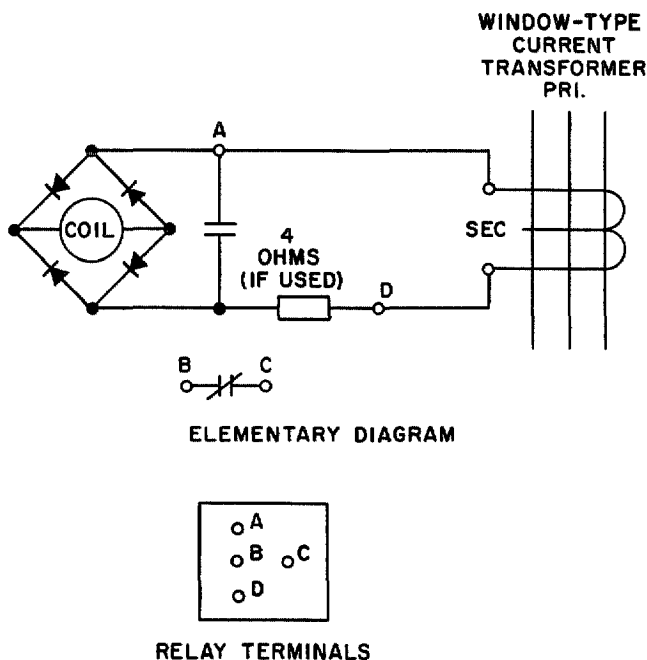 WINDOW-TYPE
CURRENT
TRANSFORMER
PRI.
A
COIL
SEC
4
OHMS
(IF USED)
D
B
C
ELEMENTARY DIAGRAM
A
B
C
D
RELAY TERMINALS